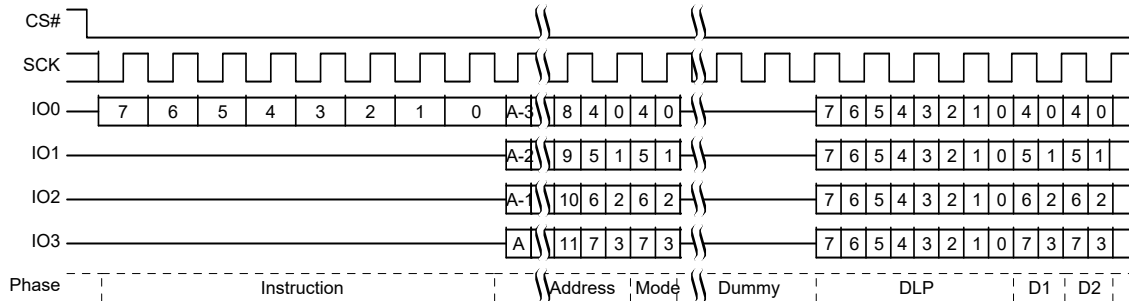 CS#
SCK
IO0 7 6 5 4 3 2 1 0 A-3 8 4 0 4 0 7 6 5 4 3 2 1 0 4 0 4 0
IO1 A-2 9 5 1 5 1 7 6 5 4 3 2 1 0 5 1 5 1
IO2 A-1 10 6 2 6 2 7 6 5 4 3 2 1 0 6 2 6 2
IO3 A 11 7 3 7 3 7 6 5 4 3 2 1 0 7 3 7 3
Phase Instruction Address Mode Dummy DLP D1 D2